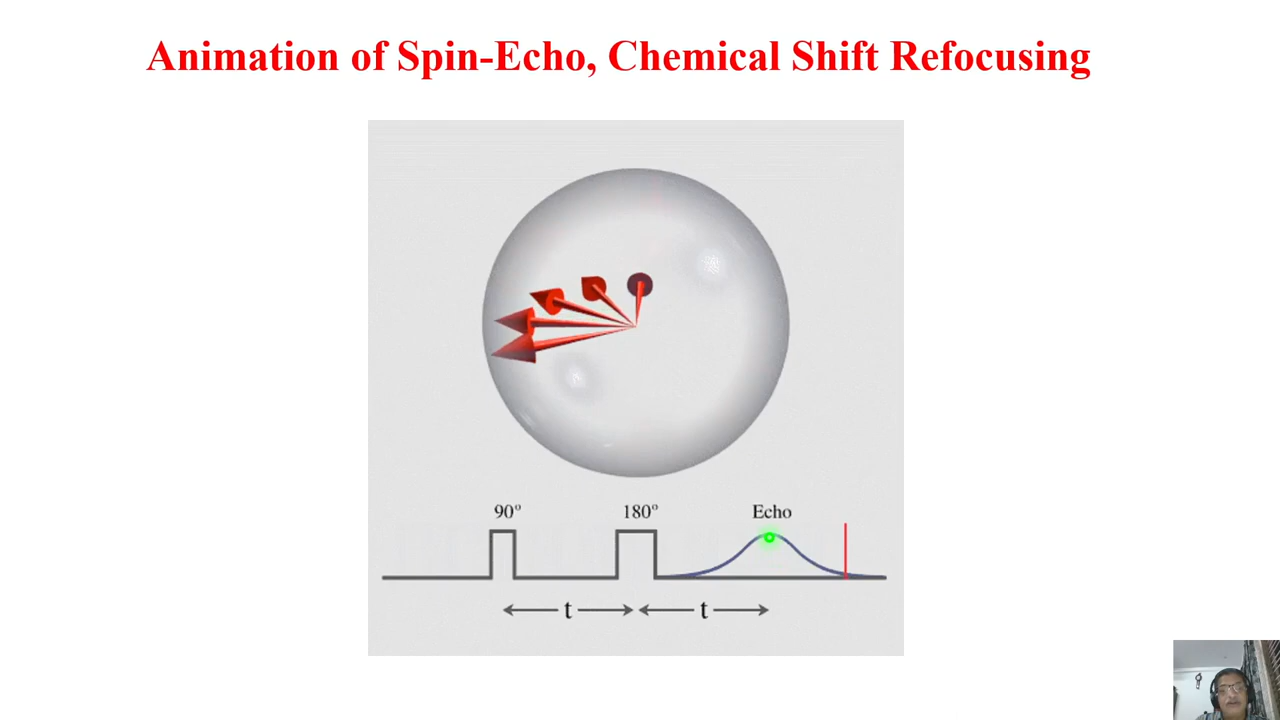 Animation of Spin-Echo, Chemical Shift Refocusing
90° 180° Echo
t t